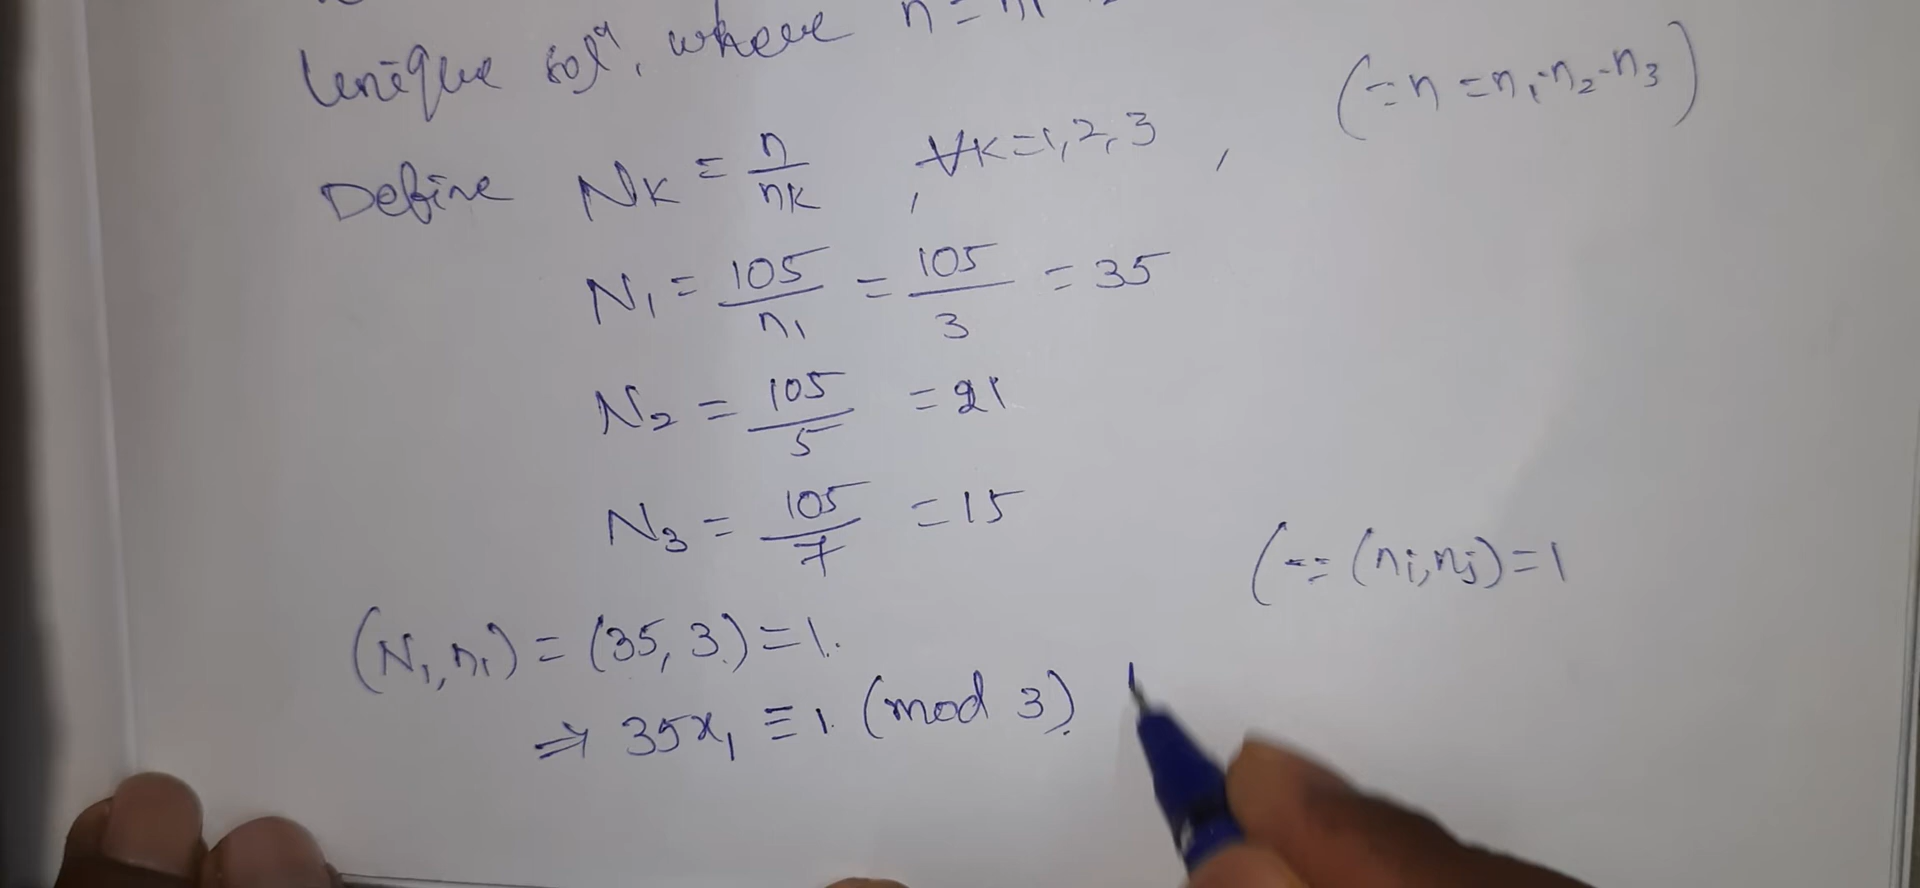 Unique solⁿ, where n =
(∵ n = n₁·n₂·n₃)
Define Nk = n/nk , ∀k=1,2,3 ,
N₁ = 105/n₁ = 105/3 = 35
N₂ = 105/5 = 21
N₃ = 105/7 = 15
(∵ (ni,nj)=1
(N₁,n₁) = (35,3)=1.
⇒ 35x₁ ≡ 1. (mod 3)